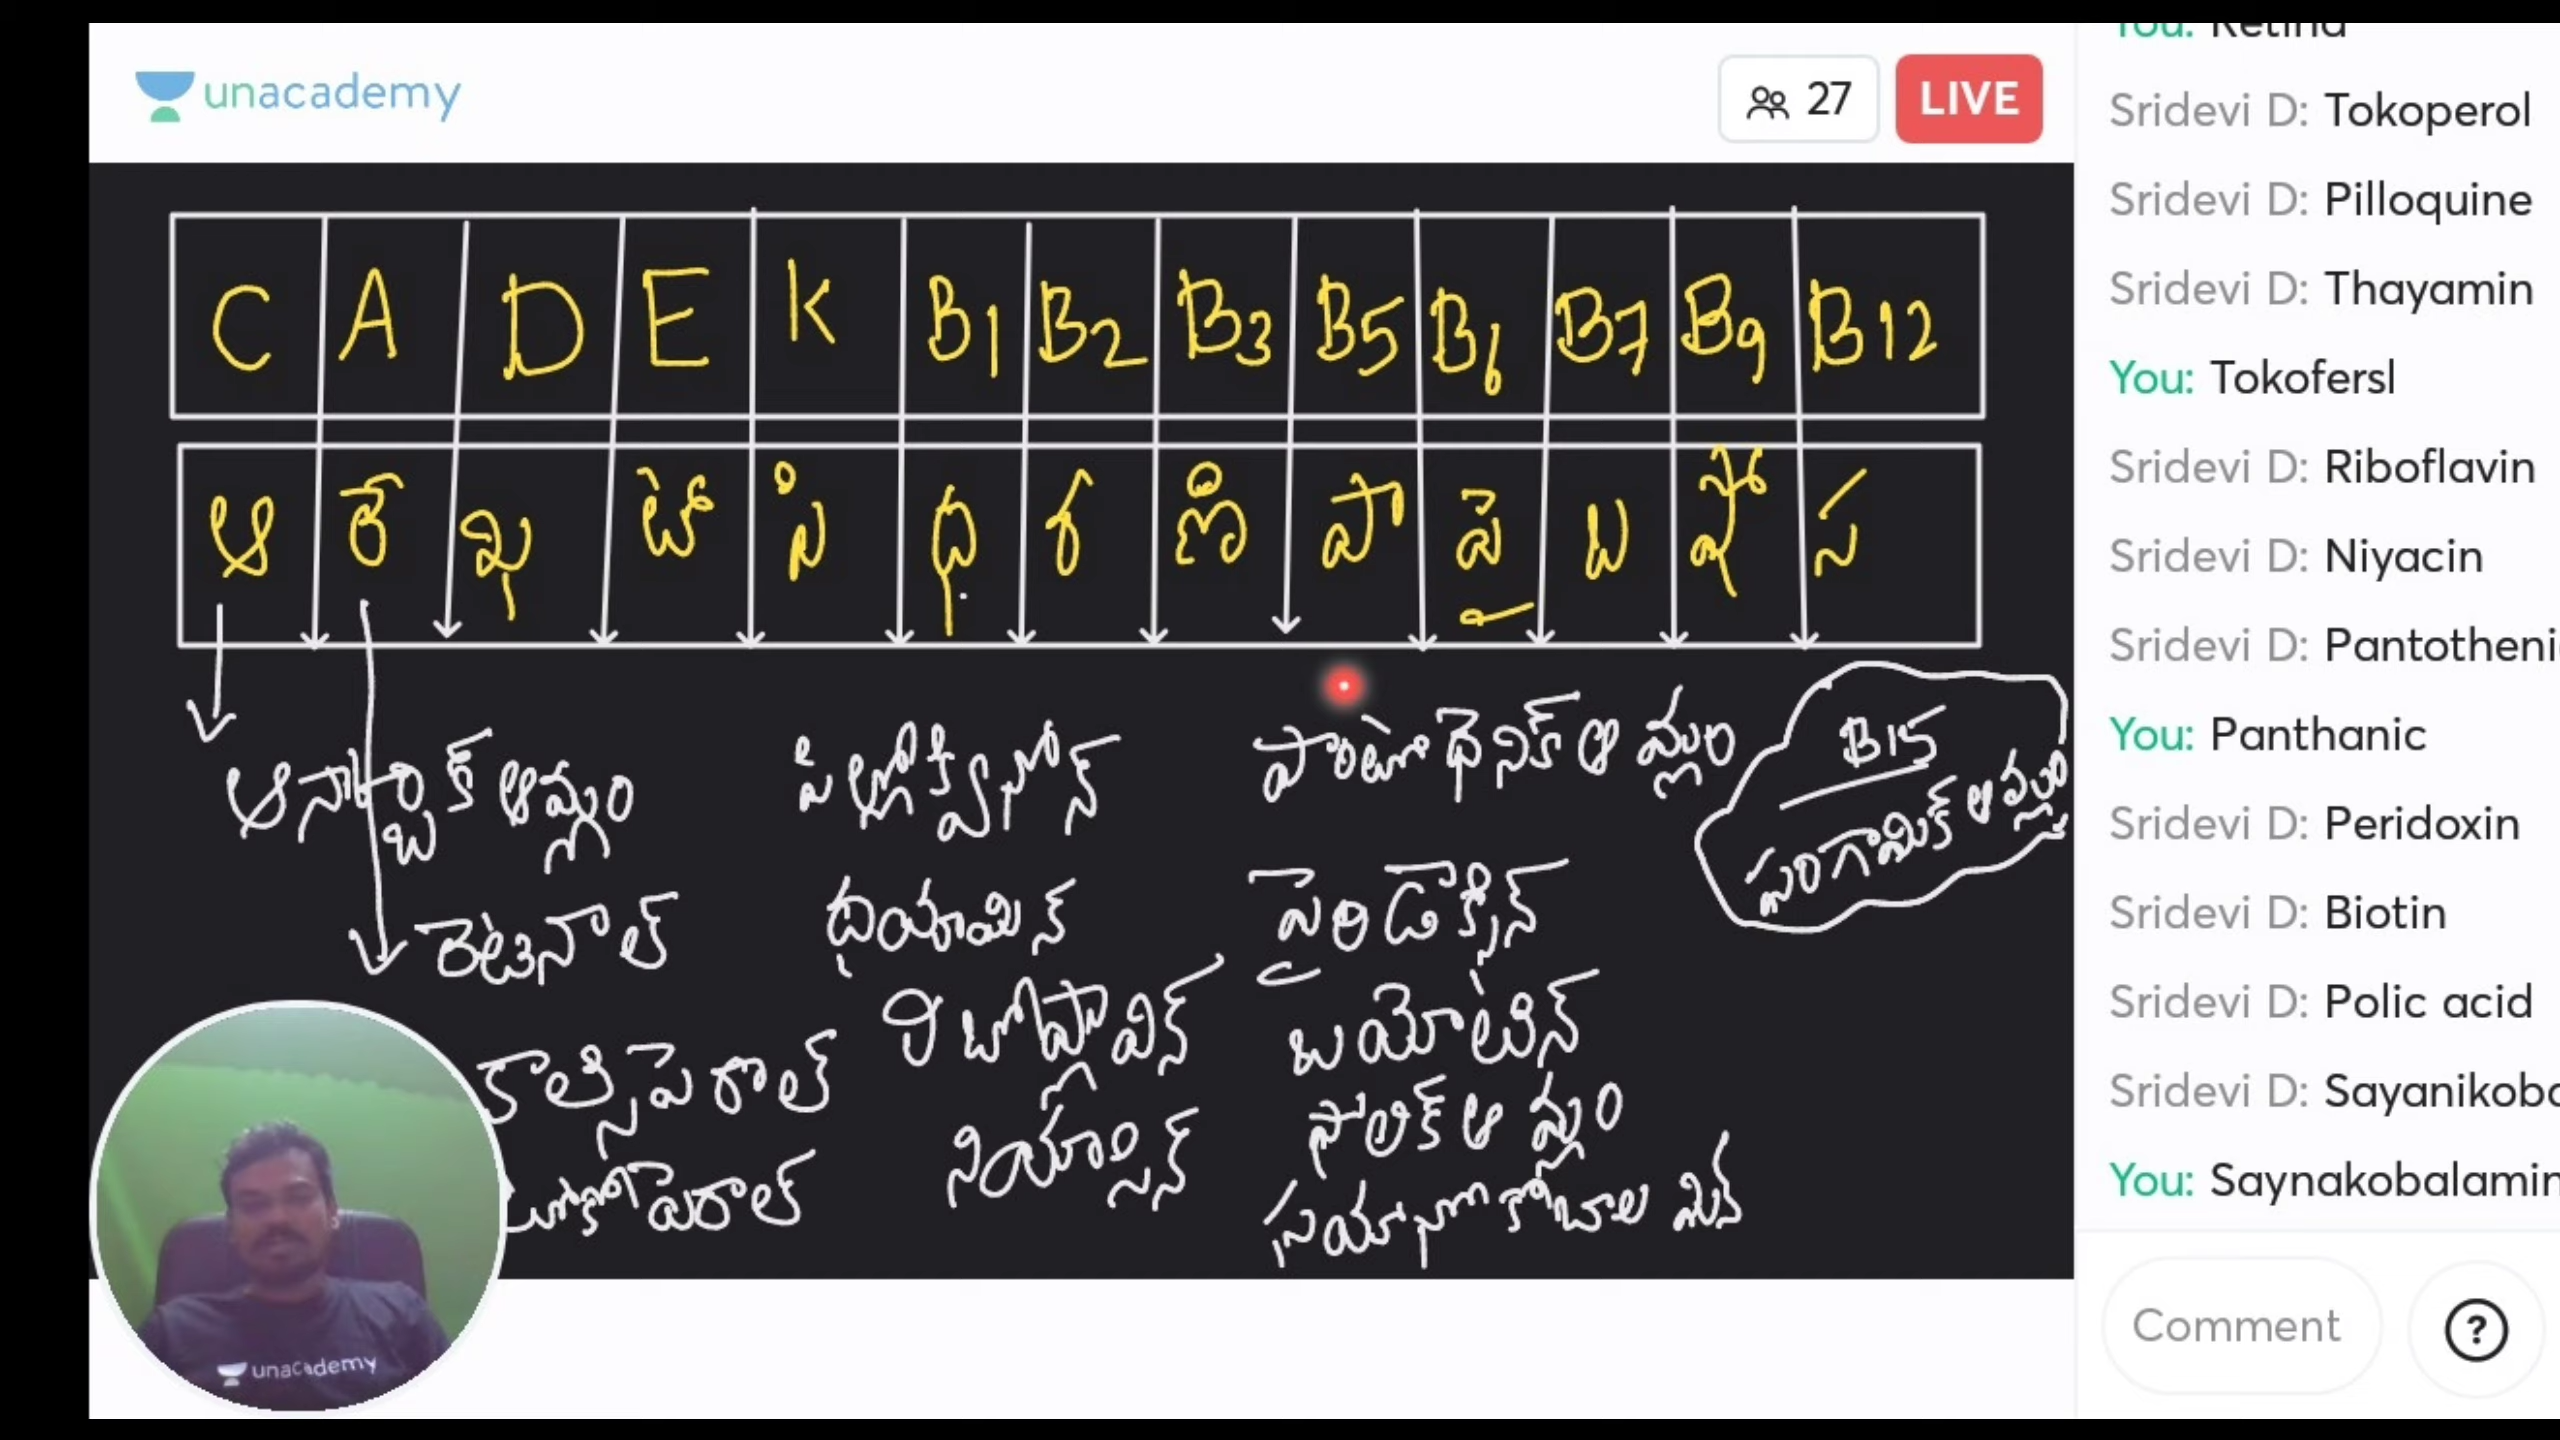 unacademy
27
LIVE
C A D E K B1 B2 B3 B5 B6 B7 B9 B12
ఆ రే టో పి థ ర ణి పా పై బ ఫో స
ఆస్కార్బిక్ ఆమ్లం
రెటినాల్
కాల్సిపెరాల్
టోకోపెరాల్
పిల్లోక్వినోన్
థయామిన్
రిబోఫ్లావిన్
నియాసిన్
పాంటోథెనిక్ ఆమ్లం
పైరిడాక్సిన్
బయోటిన్
ఫోలిక్ ఆమ్లం
సయానోకోబాలమిన్
B15
పంగామిక్ ఆమ్లం
unacademy
You: Retina
Sridevi D: Tokoperol
Sridevi D: Pilloquine
Sridevi D: Thayamin
You: Tokofersl
Sridevi D: Riboflavin
Sridevi D: Niyacin
Sridevi D: Pantotheni
You: Panthanic
Sridevi D: Peridoxin
Sridevi D: Biotin
Sridevi D: Polic acid
Sridevi D: Sayanikoba
You: Saynakobalamin
Comment
?